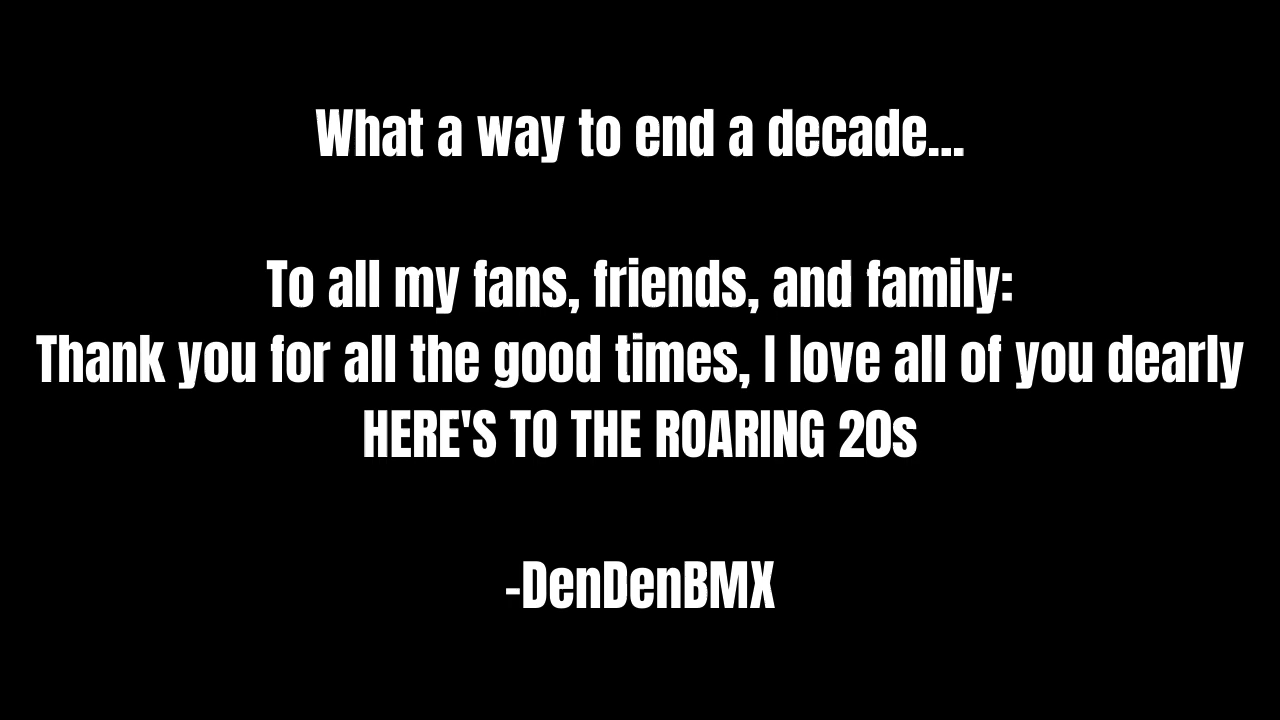 What a way to end a decade...
To all my fans, friends, and family:
Thank you for all the good times, I love all of you dearly
HERE'S TO THE ROARING 20s
-DenDenBMX